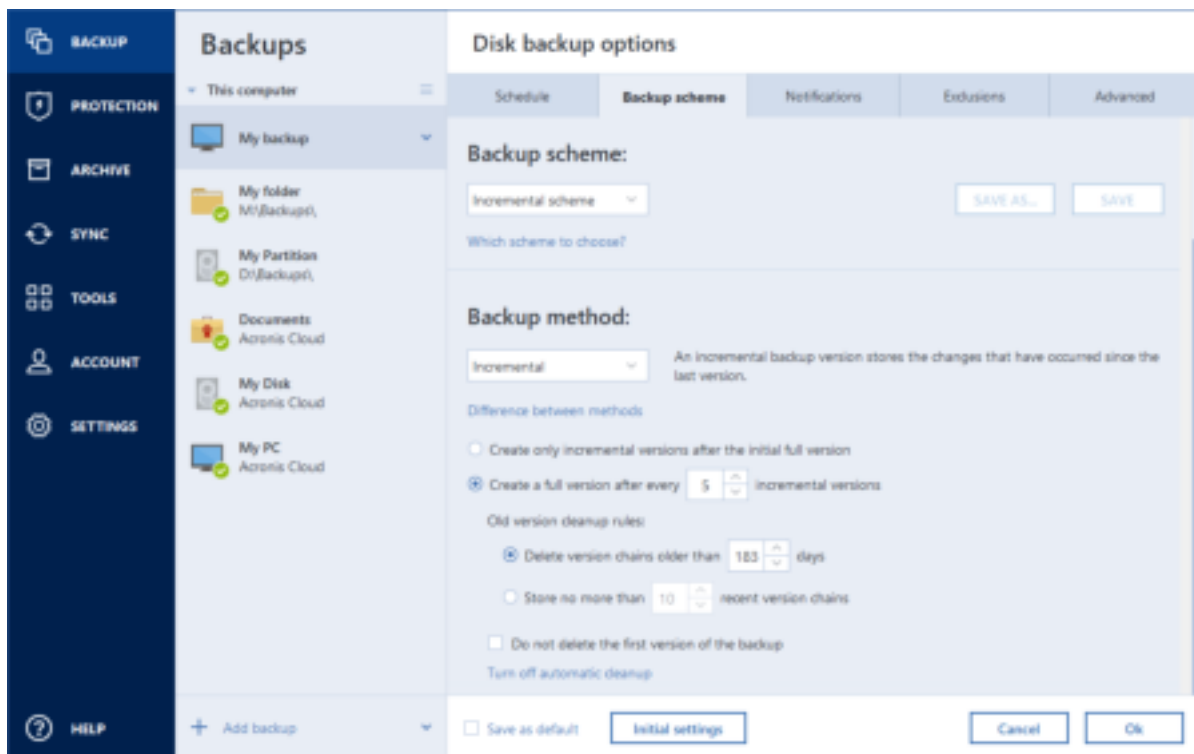 BACKUP
PROTECTION
ARCHIVE
SYNC
TOOLS
ACCOUNT
SETTINGS
HELP
Backups
This computer
My backup
My folder
M:\Backups\,
My Partition
D:\Backups\,
Documents
Acronis Cloud
My Disk
Acronis Cloud
My PC
Acronis Cloud
Add backup
Disk backup options
Schedule
Backup scheme
Notifications
Exclusions
Advanced
Backup scheme:
Incremental scheme
SAVE AS...
SAVE
Which scheme to choose?
Backup method:
Incremental
An incremental backup version stores the changes that have occurred since the
last version.
Difference between methods
Create only incremental versions after the initial full version
Create a full version after every 5 incremental versions
Old version cleanup rules:
Delete version chains older than 183 days
Store no more than 10 recent version chains
Do not delete the first version of the backup
Turn off automatic cleanup
Save as default
Initial settings
Cancel
Ok